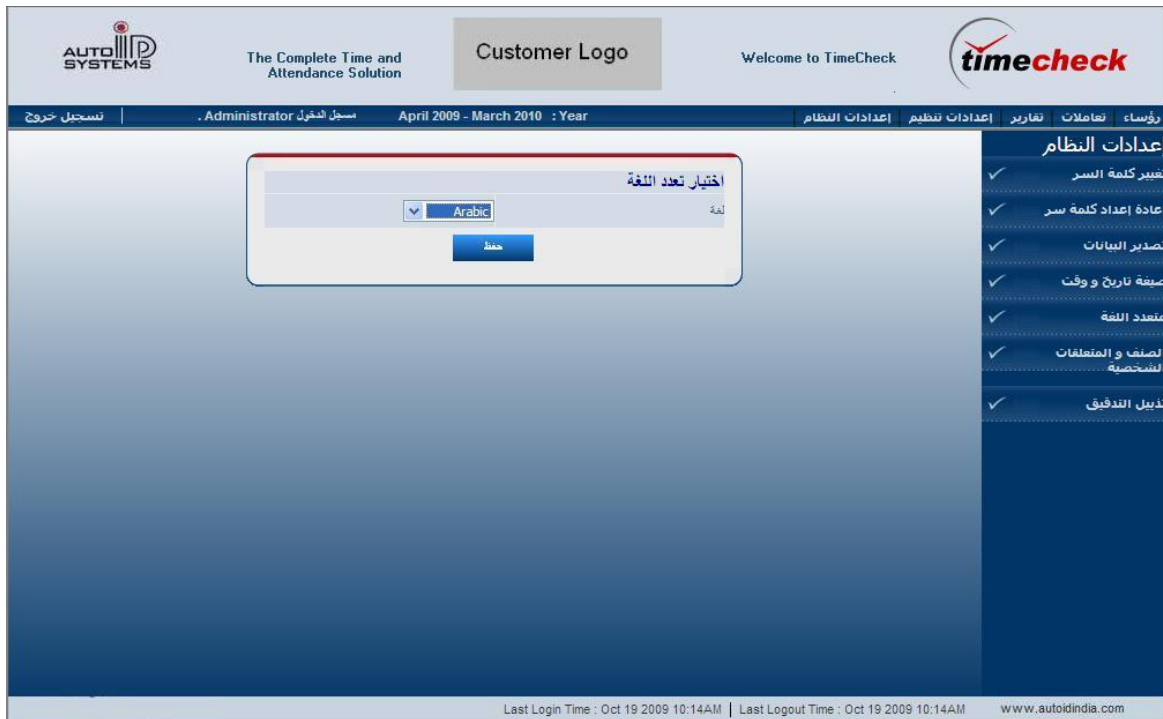 AUTO ID
SYSTEMS
The Complete Time and
Attendance Solution
Customer Logo
Welcome to TimeCheck
timecheck
رؤساء
تعاملات
تقارير
إعدادات تنظيم
إعدادات النظام
April 2009 - March 2010 : Year
مسجل الدخول Administrator .
تسجيل خروج
عدادات النظام
تغيير كلمة السر
عادة إعداد كلمة سر
تصدير البيانات
صيغة تاريخ و وقت
متعدد اللغة
الصنف و المتعلقات
الشخصية
تذييل التدقيق
اختيار تعدد اللغة
لغة
Arabic
حفظ
Last Login Time : Oct 19 2009 10:14AM | Last Logout Time : Oct 19 2009 10:14AM
www.autoidindia.com